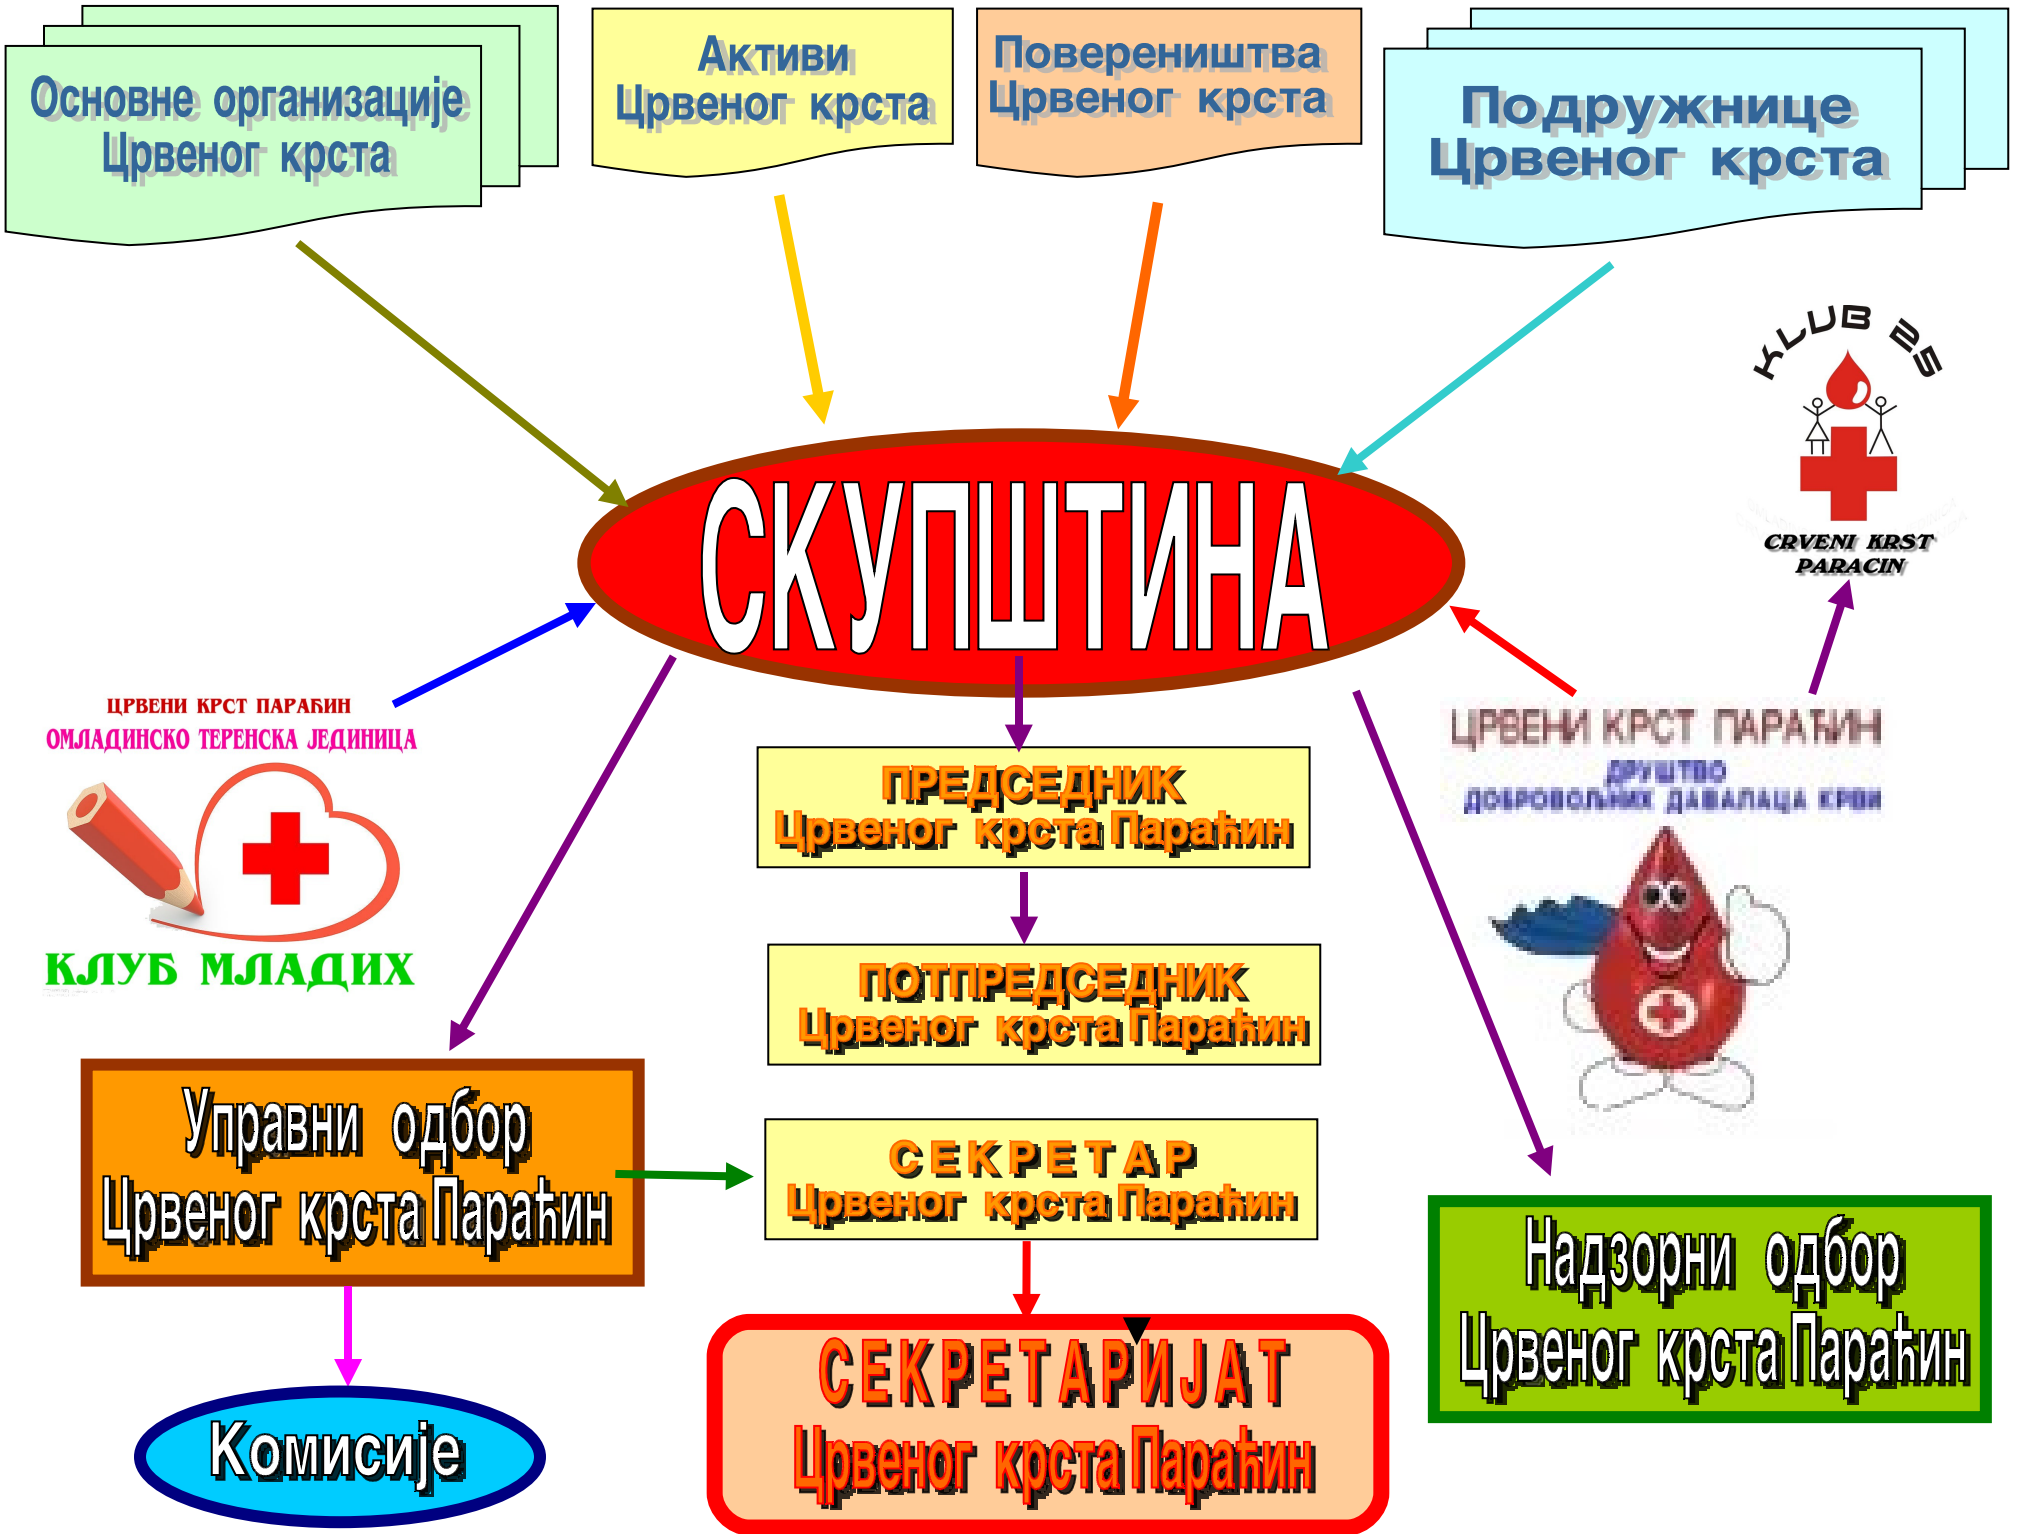 Основне организације
Црвеног крста
Активи
Црвеног крста
Повереништва
Црвеног крста
Подружнице
Црвеног крста
KLUB 25
CRVENI KRST
PARACIN
СКУПШТИНА
ЦРВЕНИ КРСТ ПАРАЋИН
ОМЛАДИНСКО ТЕРЕНСКА ЈЕДИНИЦА
КЛУБ МЛАДИХ
ЦРВЕНИ КРСТ ПАРАЋИН
ДРУШТВО
ДОБРОВОЉНИХ ДАВАЛАЦА КРВИ
ПРЕДСЕДНИК
Црвеног крста Параћин
ПОТПРЕДСЕДНИК
Црвеног крста Параћин
Управни одбор
Црвеног крста Параћин
СЕКРЕТАР
Црвеног крста Параћин
Надзорни одбор
Црвеног крста Параћин
СЕКРЕТАРИЈАТ
Црвеног крста Параћин
Комисије